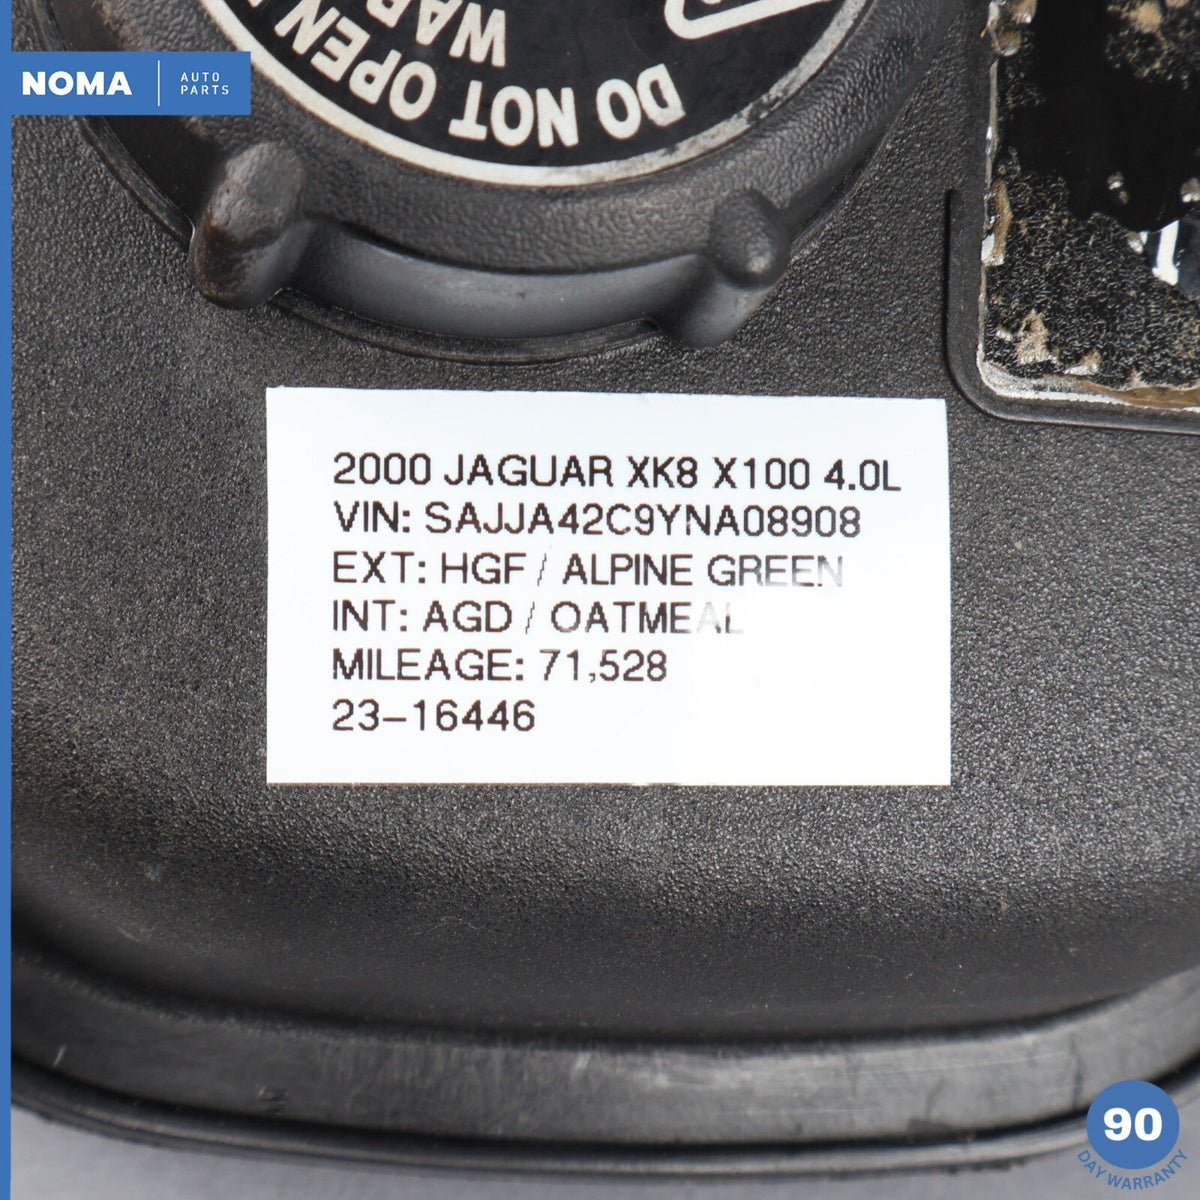 NOMA
AUTO
PARTS
DO NOT OPEN
WAR
2000 JAGUAR XK8 X100 4.0L
VIN: SAJJA42C9YNA08908
EXT: HGF / ALPINE GREEN
INT: AGD / OATMEAL
MILEAGE: 71,528
23-16446
90
DAY WARRANTY